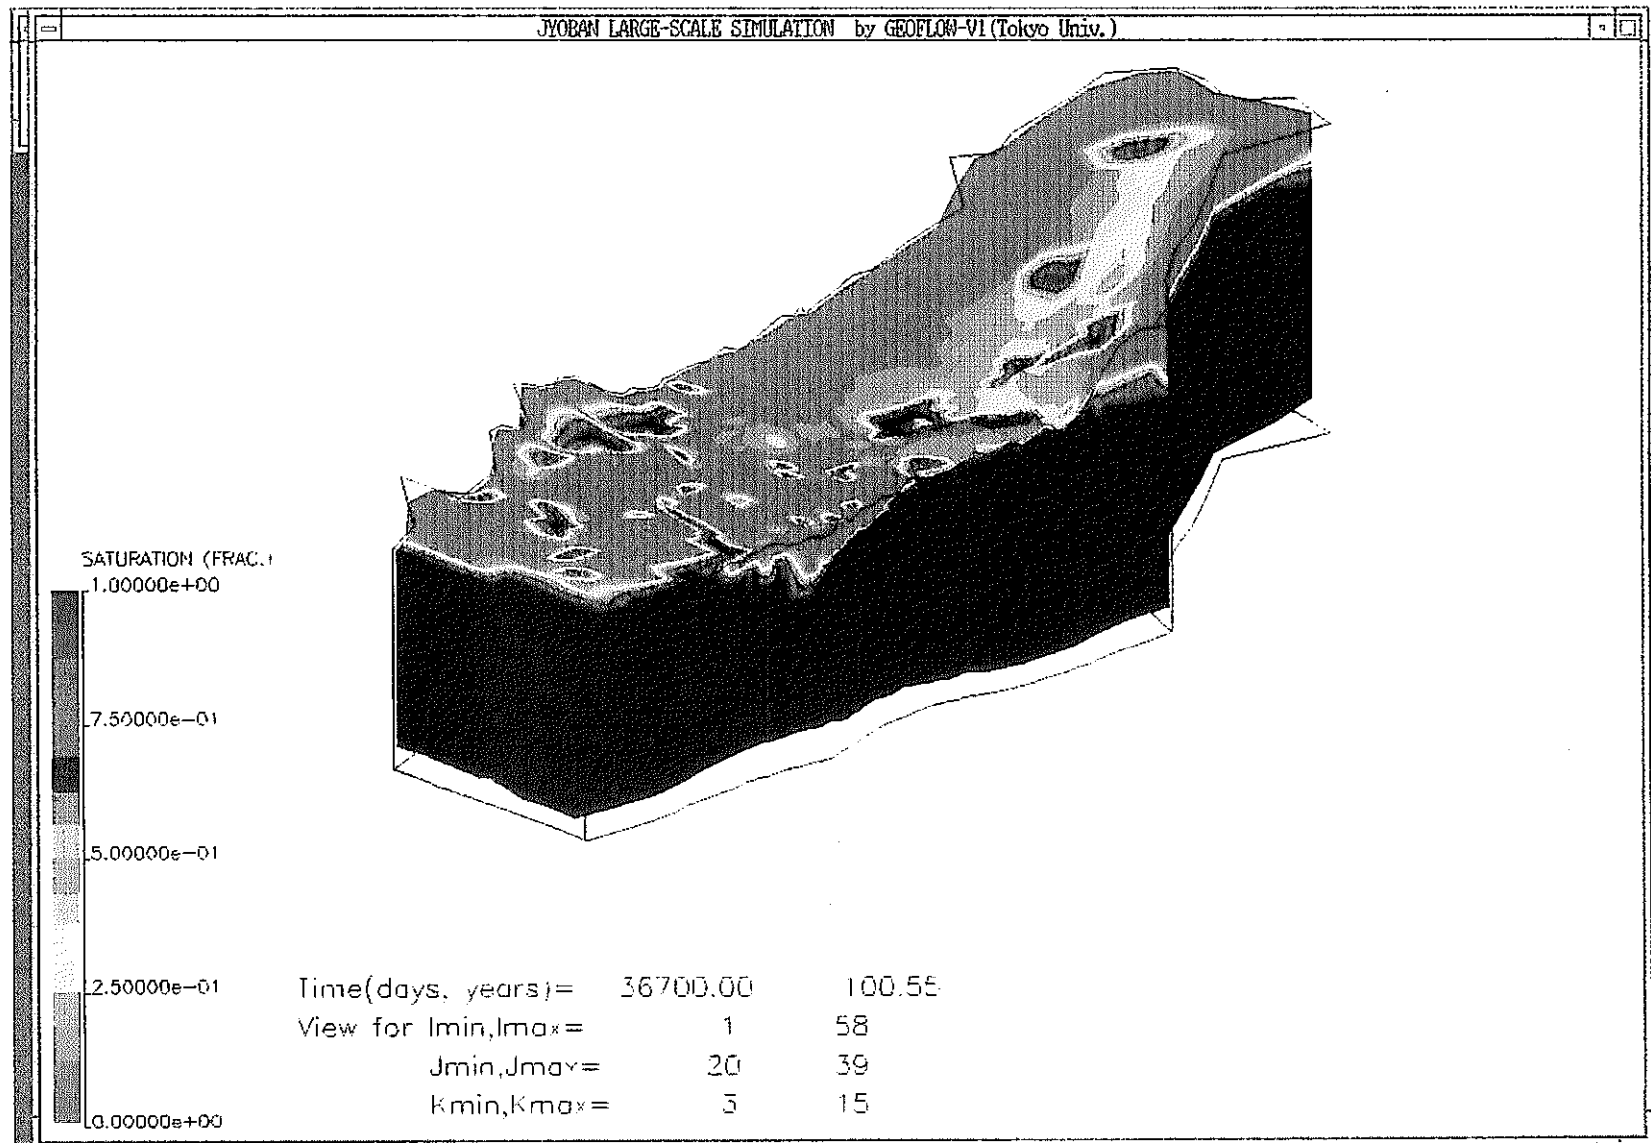 JYOBAN LARGE-SCALE SIMULATION by GEOFLOW-V1(Tokyo Univ.)
SATURATION (FRAC.)
1.00000e+00
7.50000e-01
5.00000e-01
2.50000e-01
0.00000e+00
Time(days, years)= 36700.00 100.55
View for Imin,Imax= 1 58
Jmin,Jmax= 20 39
Kmin,Kmax= 3 15